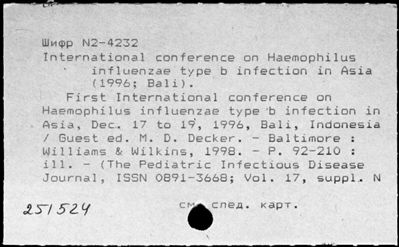 Шифр N2-4232
International conference on Haemophilus
influenzae type b infection in Asia
(1996; Bali).
First International conference on
Haemophilus influenzae type b infection in
Asia, Dec. 17 to 19, 1996, Bali, Indonesia
/ Guest ed. M. D. Decker. - Baltimore :
Williams & Wilkins, 1998. - P. 92-210 :
ill. - (The Pediatric Infectious Disease
Journal, ISSN 0891-3668; Vol. 17, suppl. N
см. след. карт.
251524